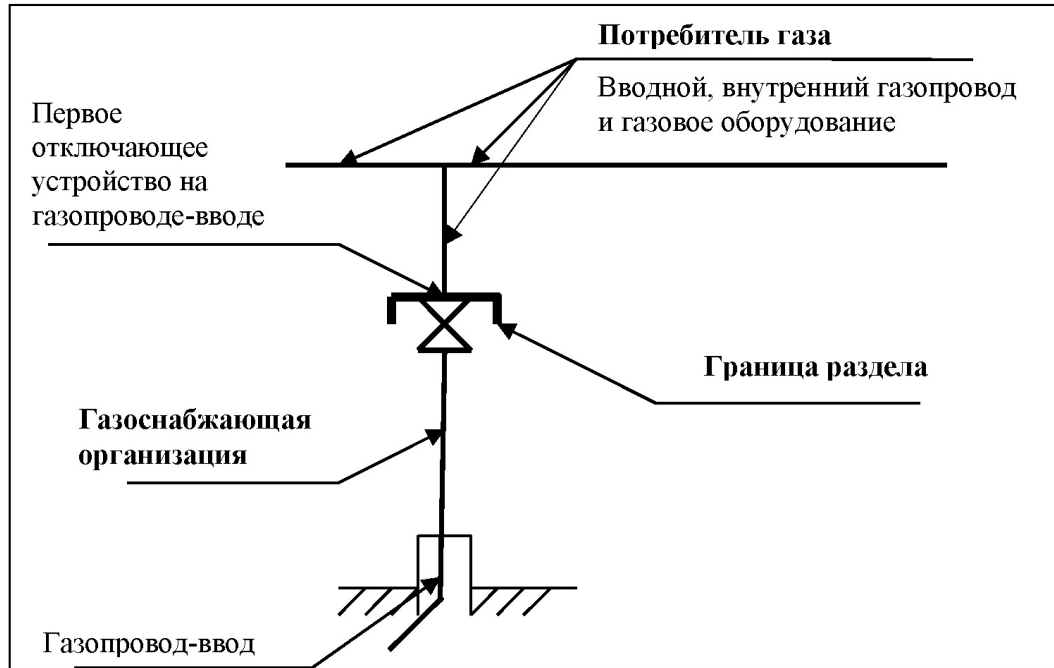 Потребитель газа
Вводной, внутренний газопровод
и газовое оборудование
Первое
отключающее
устройство на
газопроводе-вводе
Граница раздела
Газоснабжающая
организация
Газопровод-ввод